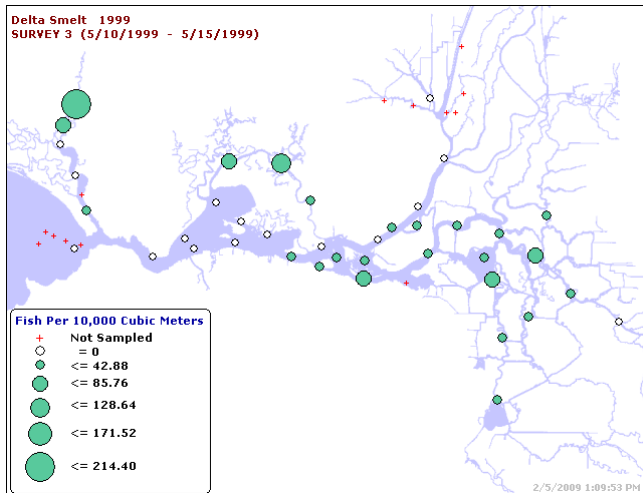 Delta Smelt 1999
SURVEY 3 (5/10/1999 - 5/15/1999)
Fish Per 10,000 Cubic Meters
Not Sampled
= 0
<= 42.88
<= 85.76
<= 128.64
<= 171.52
<= 214.40
2/5/2009 1:09:53 PM